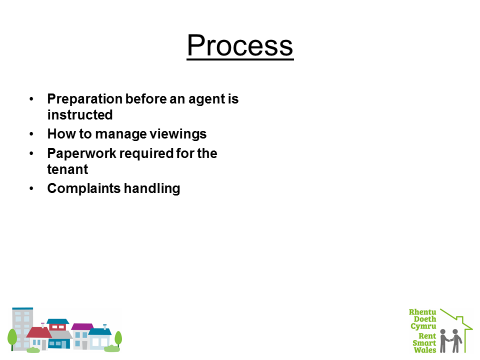 Process
• Preparation before an agent is
instructed
• How to manage viewings
• Paperwork required for the
tenant
• Complaints handling
Rhentu
Doeth
Cymru
Rent
Smart
Wales